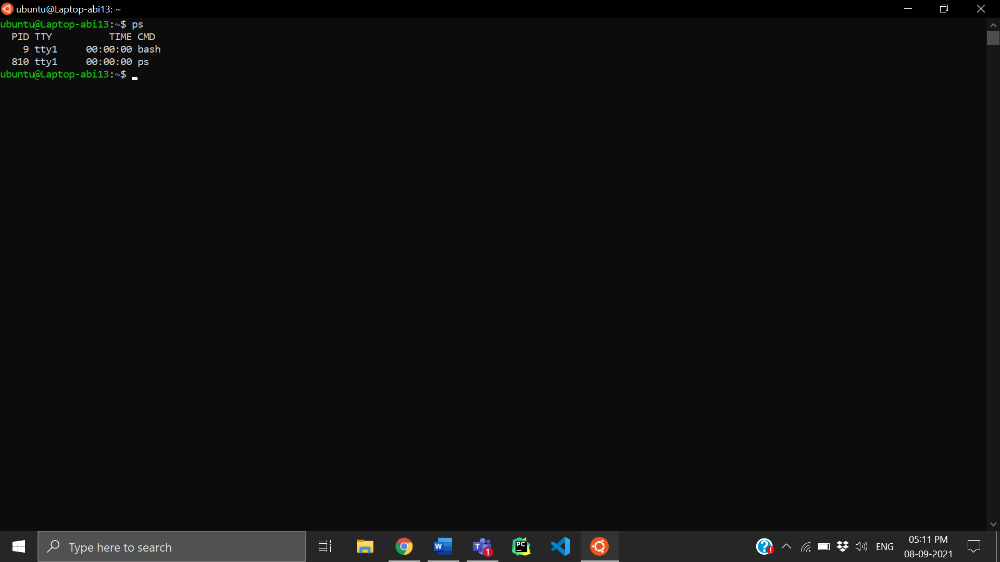 ubuntu@Laptop-abi13: ~
ubuntu@Laptop-abi13:~$ ps
  PID TTY          TIME CMD
    9 tty1     00:00:00 bash
  810 tty1     00:00:00 ps
ubuntu@Laptop-abi13:~$
Type here to search
W
T
1
PC
?
!
ENG
05:11 PM
08-09-2021